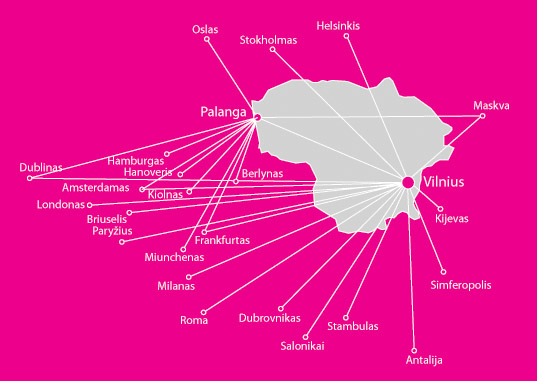 Helsinkis
Oslas
Stokholmas
Maskva
Palanga
Hamburgas
Dublinas
Hanoveris
Berlynas
Vilnius
Amsterdamas
Kiolnas
Londonas
Briuselis
Kijevas
Paryžius
Frankfurtas
Miunchenas
Milanas
Simferopolis
Roma
Dubrovnikas
Stambulas
Salonikai
Antalija